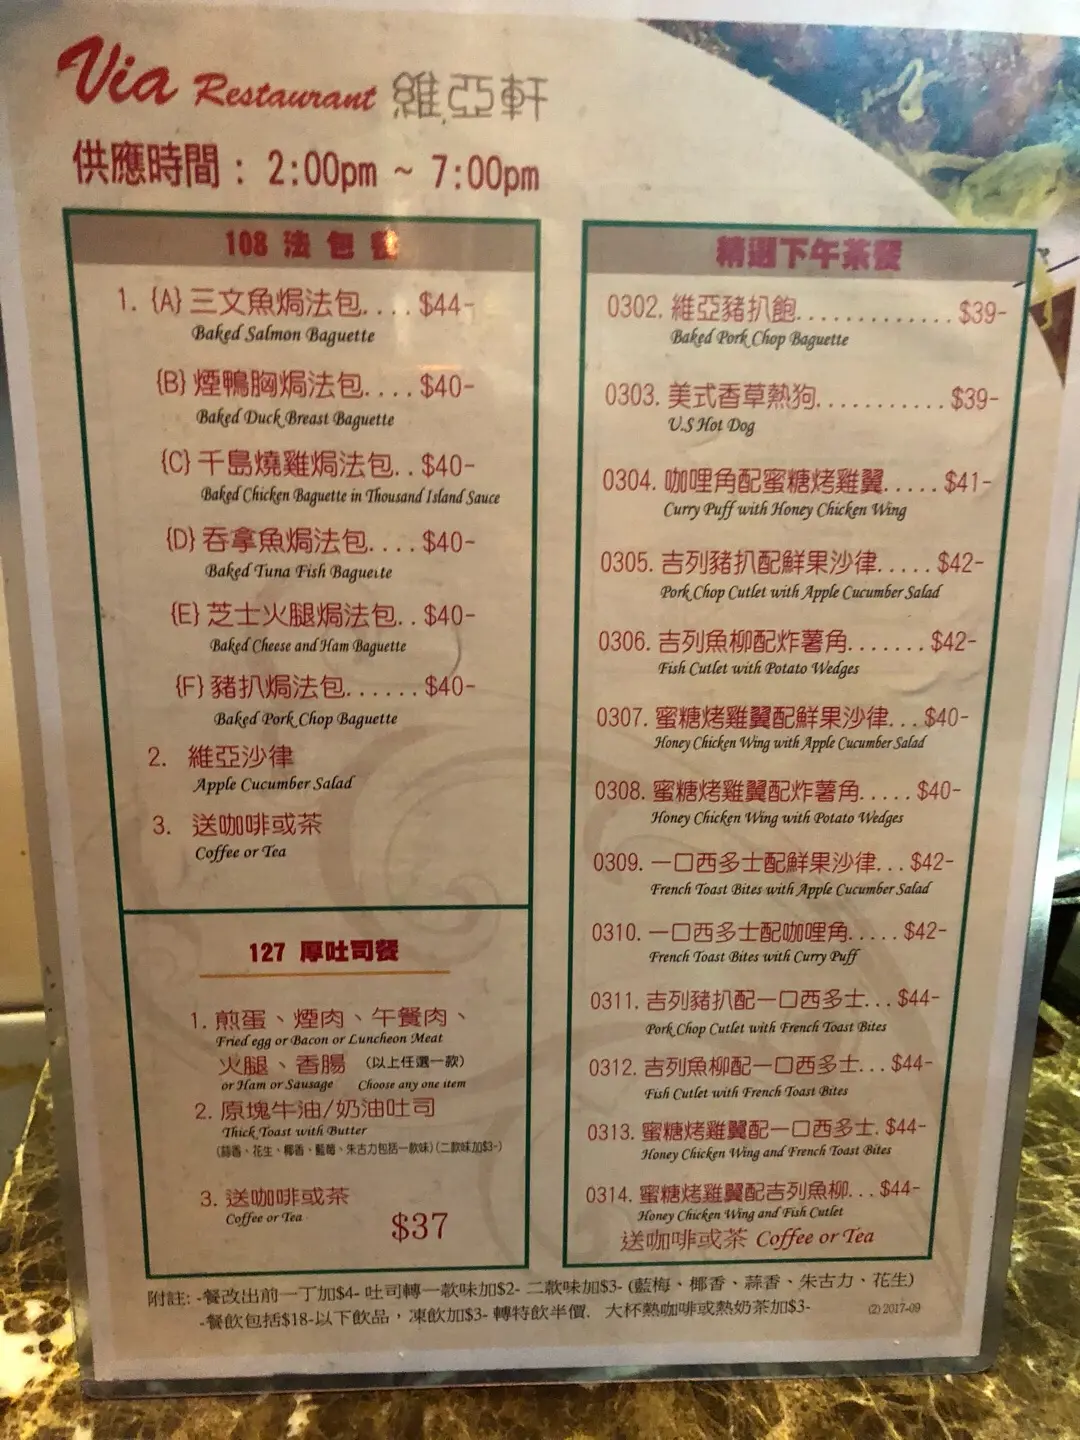 Via Restaurant 維亞軒
供應時間： 2:00pm ~ 7:00pm
108 法 包 餐
1. {A} 三文魚焗法包.... $44-
Baked Salmon Baguette
{B} 煙鴨胸焗法包.... $40-
Baked Duck Breast Baguette
{C} 千島燒雞焗法包.. $40-
Baked Chicken Baguette in Thousand Island Sauce
{D} 吞拿魚焗法包.... $40-
Baked Tuna Fish Baguette
{E} 芝士火腿焗法包.. $40-
Baked Cheese and Ham Baguette
{F} 豬扒焗法包...... $40-
Baked Pork Chop Baguette
2. 維亞沙律
Apple Cucumber Salad
3. 送咖啡或茶
Coffee or Tea
127 厚吐司餐
1. 煎蛋、煙肉、午餐肉、
Fried egg or Bacon or Luncheon Meat
火腿、香腸 (以上任選一款)
or Ham or Sausage Choose any one item
2. 原塊牛油/奶油吐司
Thick Toast with Butter
(蒜香、花生、椰香、藍莓、朱古力包括一款味) (二款味加$3-)
3. 送咖啡或茶
Coffee or Tea
$37
精選下午茶餐
0302. 維亞豬扒飽............. $39-
Baked Pork Chop Baguette
0303. 美式香草熱狗........... $39-
U.S Hot Dog
0304. 咖哩角配蜜糖烤雞翼..... $41-
Curry Puff with Honey Chicken Wing
0305. 吉列豬扒配鮮果沙律..... $42-
Pork Chop Cutlet with Apple Cucumber Salad
0306. 吉列魚柳配炸薯角....... $42-
Fish Cutlet with Potato Wedges
0307. 蜜糖烤雞翼配鮮果沙律... $40-
Honey Chicken Wing with Apple Cucumber Salad
0308. 蜜糖烤雞翼配炸薯角..... $40-
Honey Chicken Wing with Potato Wedges
0309. 一口西多士配鮮果沙律... $42-
French Toast Bites with Apple Cucumber Salad
0310. 一口西多士配咖哩角..... $42-
French Toast Bites with Curry Puff
0311. 吉列豬扒配一口西多士... $44-
Pork Chop Cutlet with French Toast Bites
0312. 吉列魚柳配一口西多士... $44-
Fish Cutlet with French Toast Bites
0313. 蜜糖烤雞翼配一口西多士. $44-
Honey Chicken Wing and French Toast Bites
0314. 蜜糖烤雞翼配吉列魚柳... $44-
Honey Chicken Wing and Fish Cutlet
送咖啡或茶 Coffee or Tea
附註: -餐改出前一丁加$4- 吐司轉一款味加$2- 二款味加$3- (藍梅、椰香、蒜香、朱古力、花生)
-餐飲包括$18-以下飲品，凍飲加$3- 轉特飲半價. 大杯熱咖啡或熱奶茶加$3-
(2) 2017-09